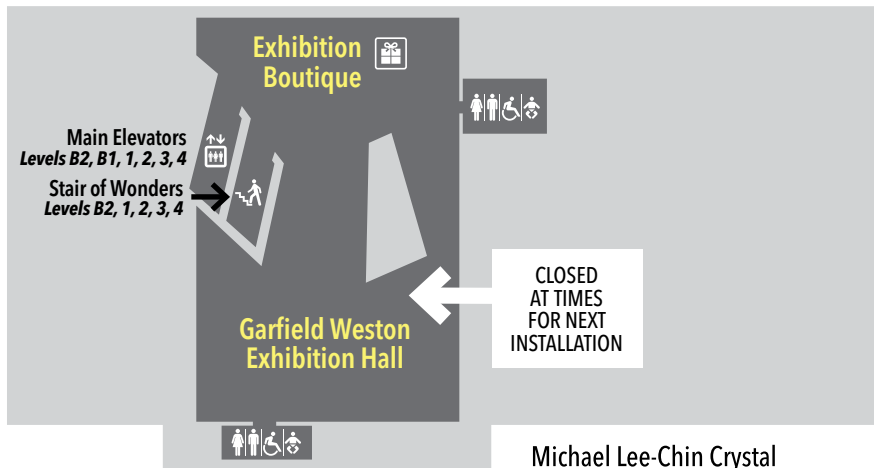 Exhibition
Boutique
Main Elevators
Levels B2, B1, 1, 2, 3, 4
Stair of Wonders
Levels B2, 1, 2, 3, 4
CLOSED
AT TIMES
FOR NEXT
INSTALLATION
Garfield Weston
Exhibition Hall
Michael Lee-Chin Crystal